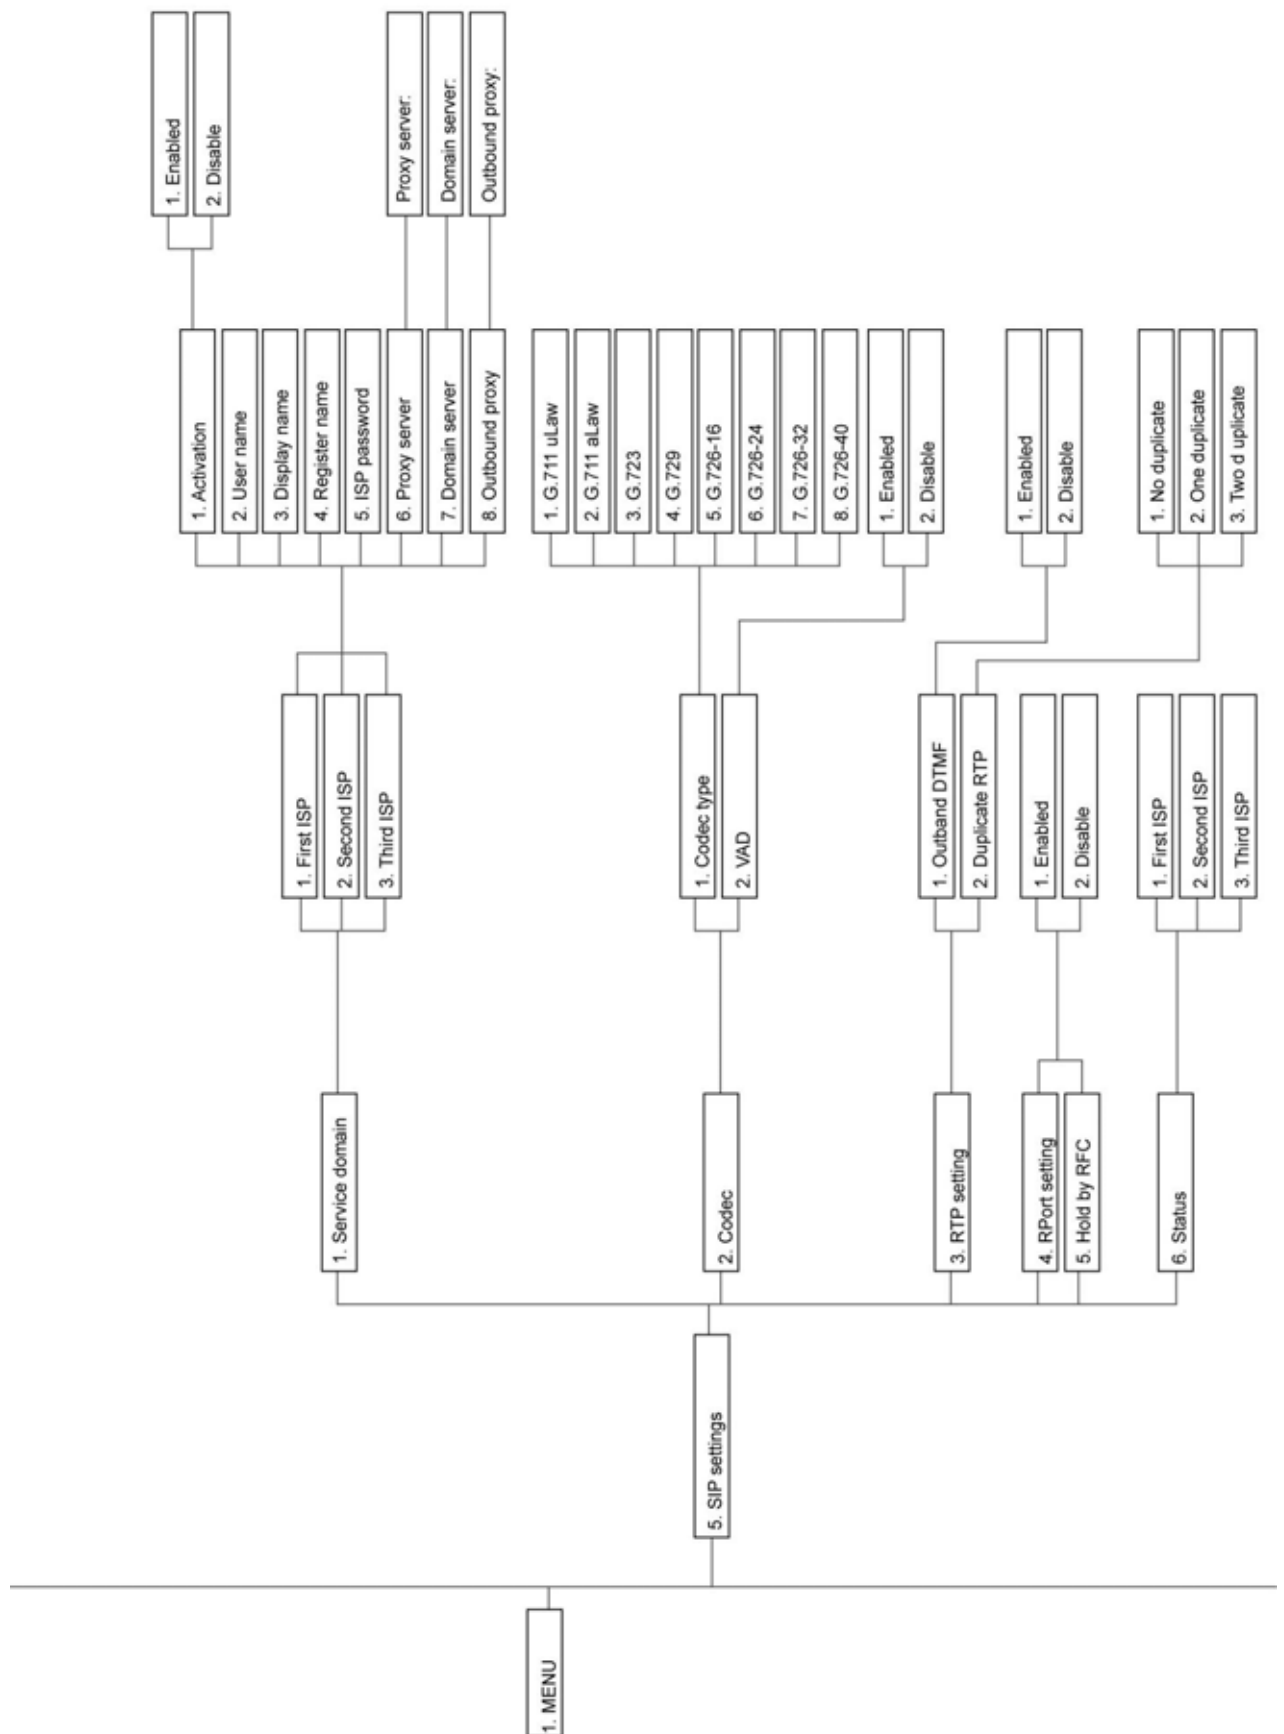 1. MENU
5. SIP settings
1. Service domain
2. Codec
3. RTP setting
4. RPort setting
5. Hold by RFC
6. Status
1. First ISP
2. Second ISP
3. Third ISP
1. Codec type
2. VAD
1. Outband DTMF
2. Duplicate RTP
1. Enabled
2. Disable
1. First ISP
2. Second ISP
3. Third ISP
1. Activation
2. User name
3. Display name
4. Register name
5. ISP password
6. Proxy server
7. Domain server
8. Outbound proxy
1. G.711 uLaw
2. G.711 aLaw
3. G.723
4. G.729
5. G.726-16
6. G.726-24
7. G.726-32
8. G.726-40
1. Enabled
2. Disable
1. Enabled
2. Disable
1. No duplicate
2. One duplicate
3. Two d uplicate
1. Enabled
2. Disable
Proxy server:
Domain server:
Outbound proxy: